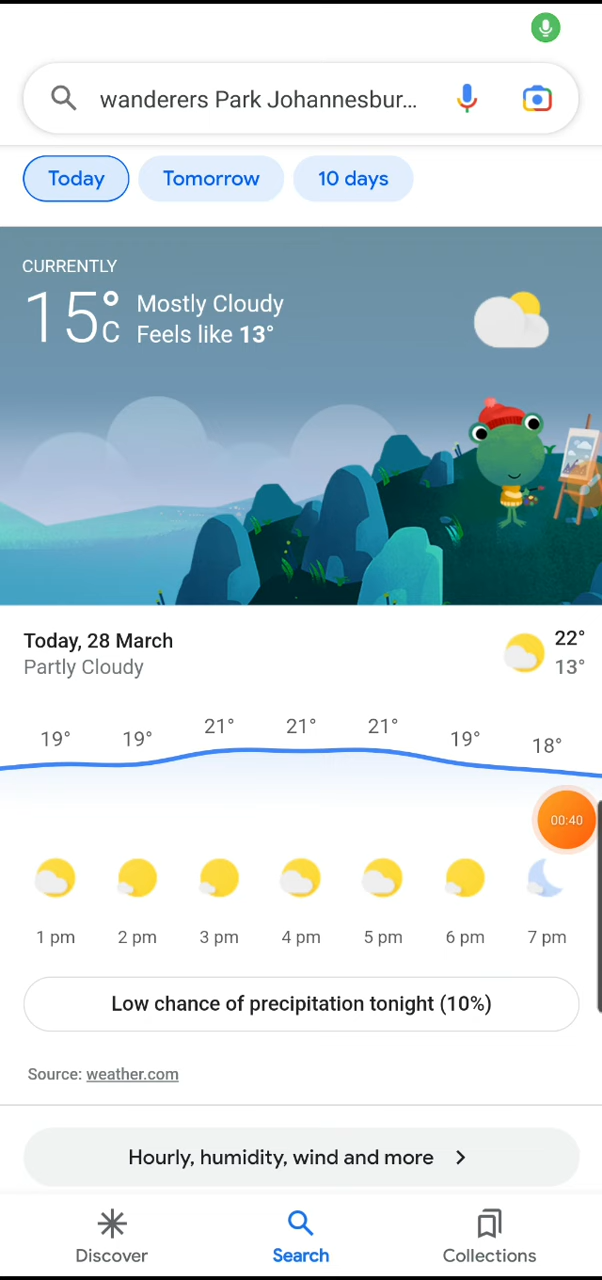 wanderers Park Johannesbur...
Today Tomorrow 10 days
CURRENTLY
15°C Mostly Cloudy
Feels like 13°
Today, 28 March 22°
Partly Cloudy 13°
19° 19° 21° 21° 21° 19° 18°
00:40
1 pm 2 pm 3 pm 4 pm 5 pm 6 pm 7 pm
Low chance of precipitation tonight (10%)
Source: weather.com
Hourly, humidity, wind and more
Discover Search Collections